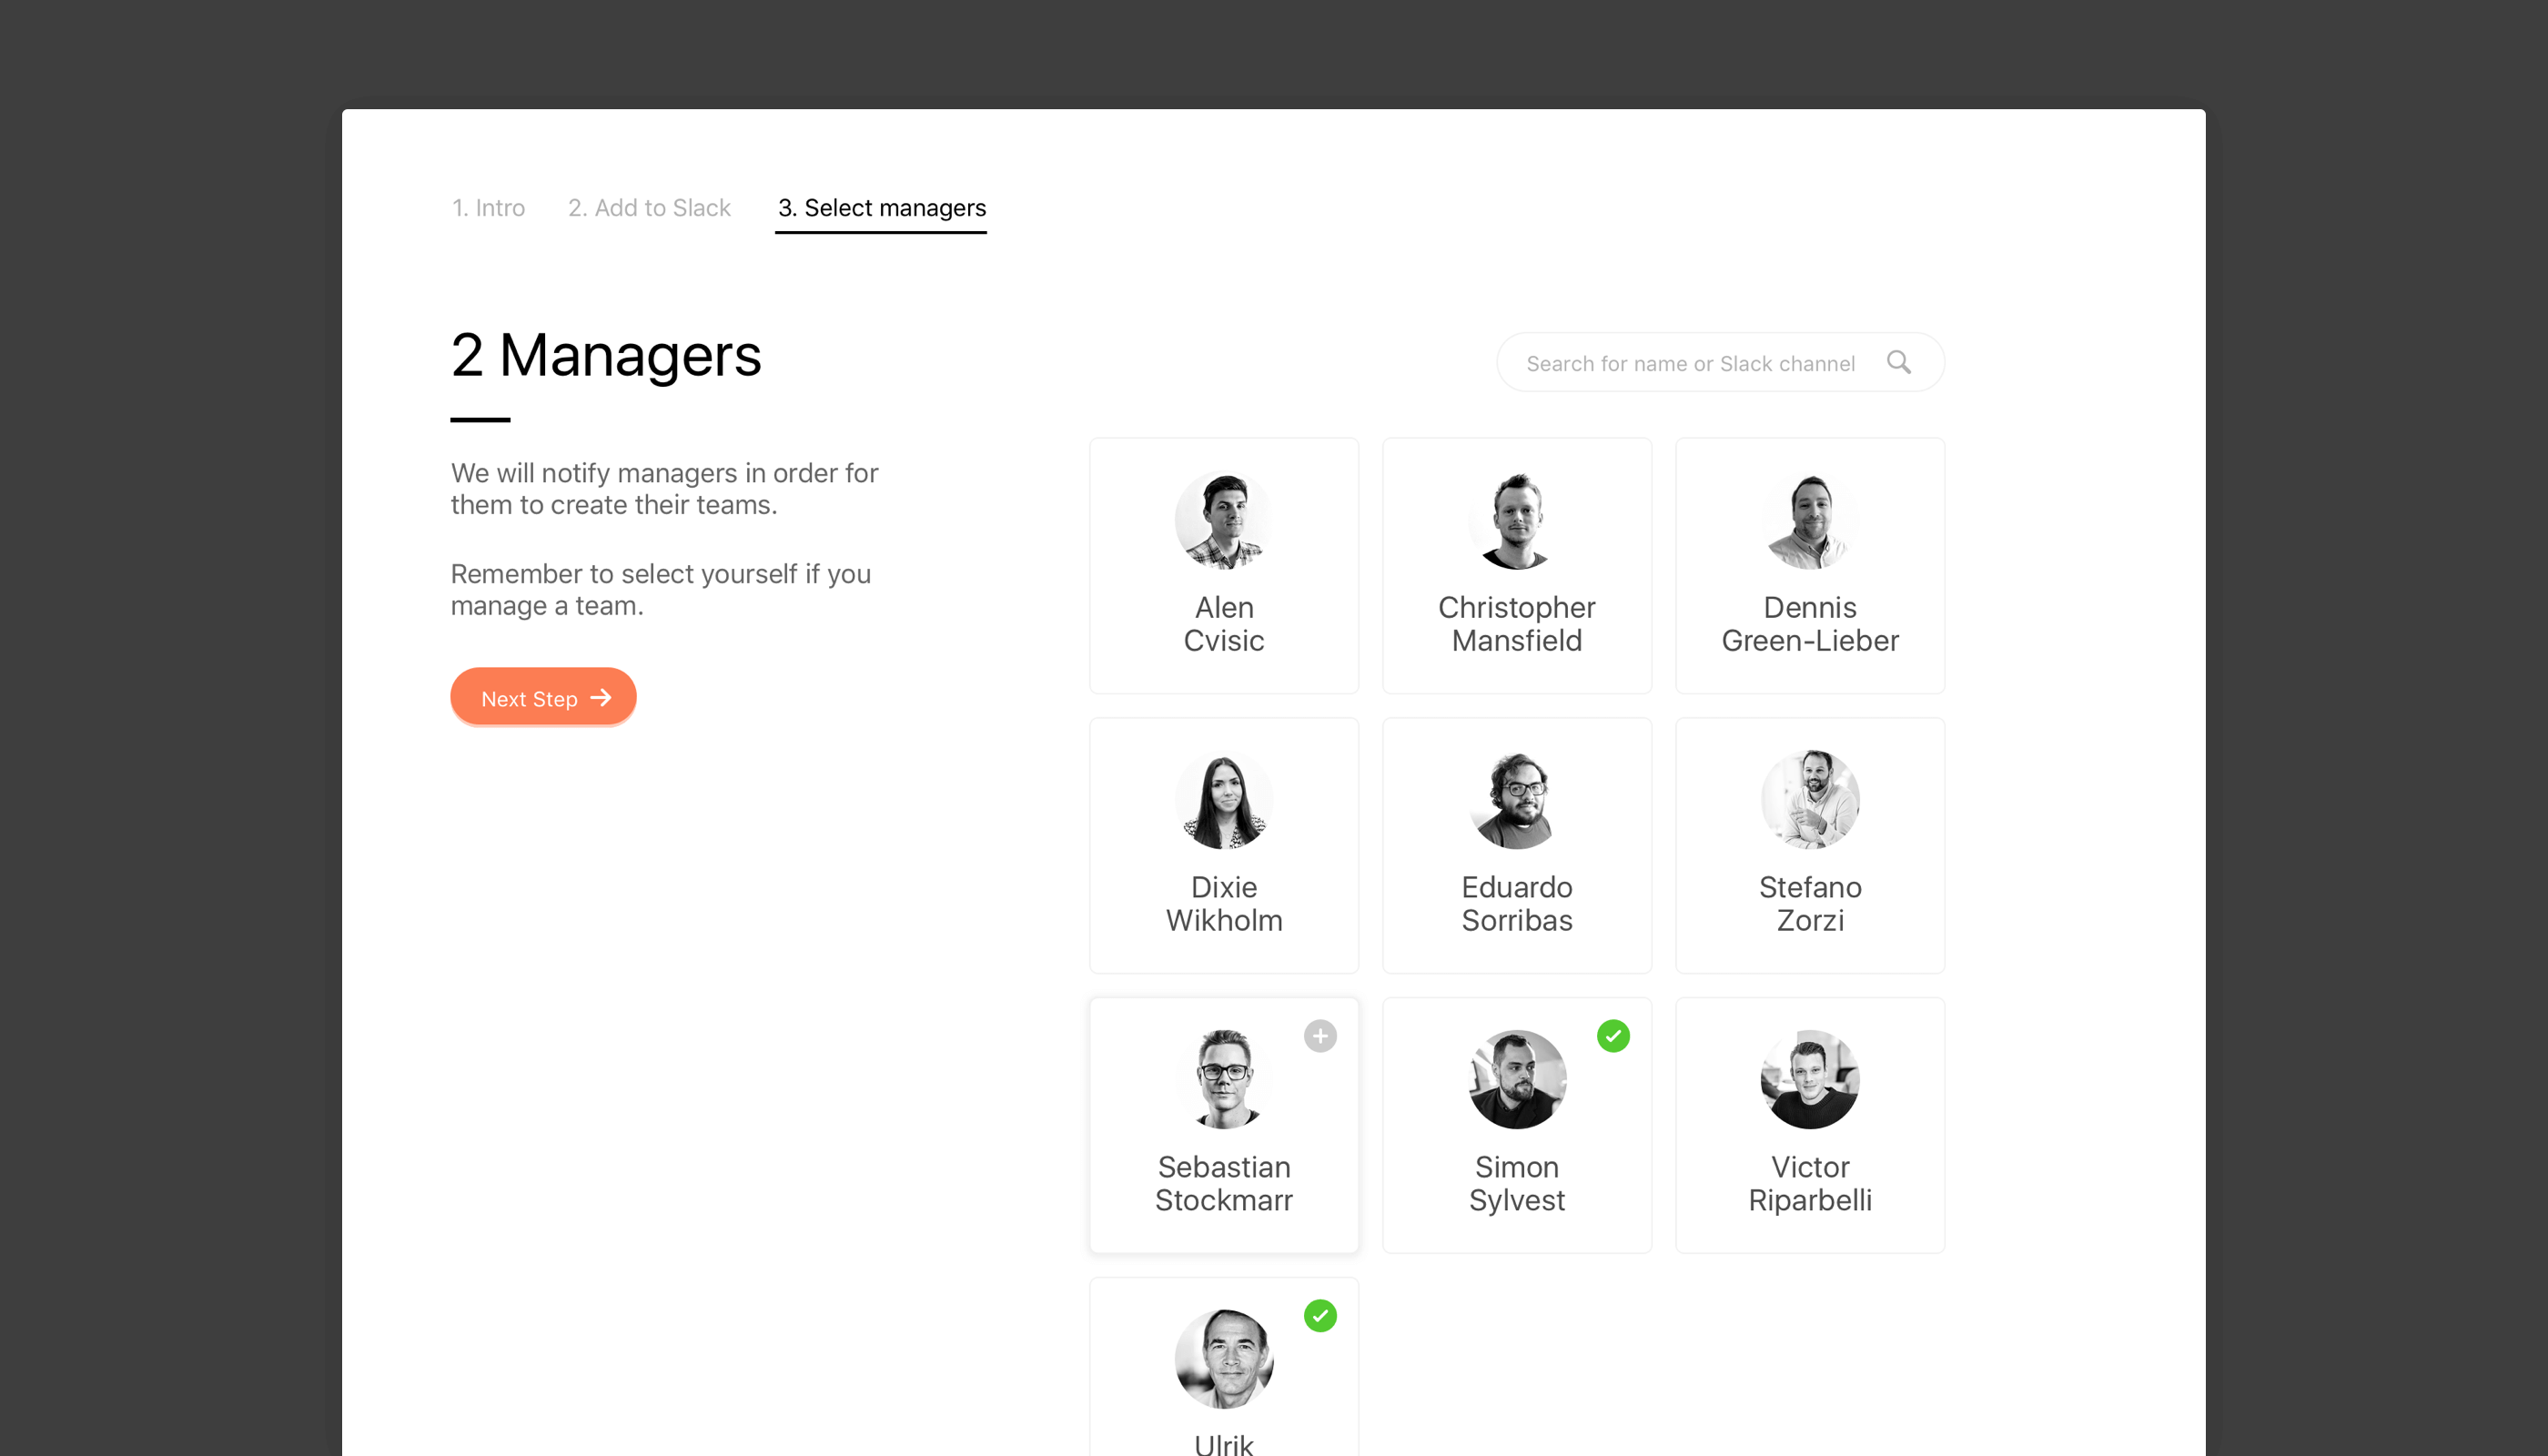 1. Intro
2. Add to Slack
3. Select managers
2 Managers
We will notify managers in order for
them to create their teams.
Remember to select yourself if you
manage a team.
Next Step
Search for name or Slack channel
Alen
Cvisic
Christopher
Mansfield
Dennis
Green-Lieber
Dixie
Wikholm
Eduardo
Sorribas
Stefano
Zorzi
Sebastian
Stockmarr
Simon
Sylvest
Victor
Riparbelli
Ulrik